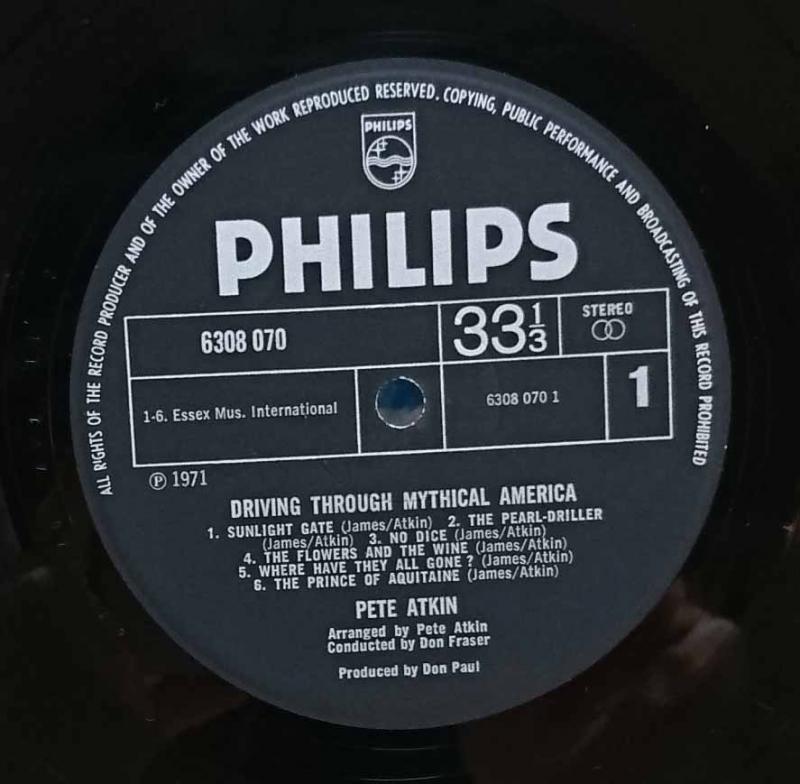 ALL RIGHTS OF THE RECORD PRODUCER AND OF THE OWNER OF THE WORK REPRODUCED RESERVED. COPYING, PUBLIC PERFORMANCE AND BROADCASTING OF THIS RECORD PROHIBITED
PHILIPS
PHILIPS
6308 070
33 1/3
STEREO
1-6. Essex Mus. International
6308 070 1
1
Ⓟ 1971
DRIVING THROUGH MYTHICAL AMERICA
1. SUNLIGHT GATE (James/Atkin) 2. THE PEARL-DRILLER
(James/Atkin) 3. NO DICE (James/Atkin)
4. THE FLOWERS AND THE WINE (James/Atkin)
5. WHERE HAVE THEY ALL GONE? (James/Atkin)
6. THE PRINCE OF AQUITAINE (James/Atkin)
PETE ATKIN
Arranged by Pete Atkin
Conducted by Don Fraser
Produced by Don Paul